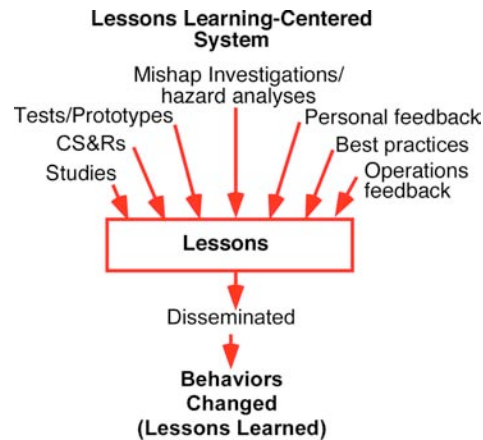 Lessons Learning-Centered
System
Mishap Investigations/
hazard analyses
Tests/Prototypes
Personal feedback
CS&Rs
Best practices
Studies
Operations
feedback
Lessons
Disseminated
Behaviors
Changed
(Lessons Learned)